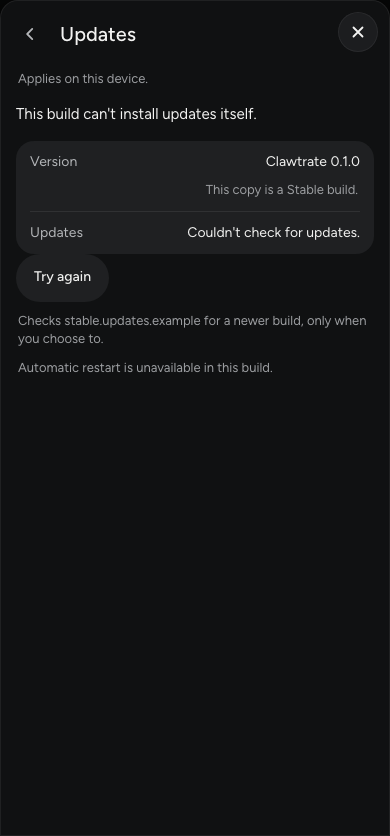 Updates
Applies on this device.
This build can't install updates itself.
Version
Clawtrate 0.1.0
This copy is a Stable build.
Updates
Couldn't check for updates.
Try again
Checks stable.updates.example for a newer build, only when
you choose to.
Automatic restart is unavailable in this build.